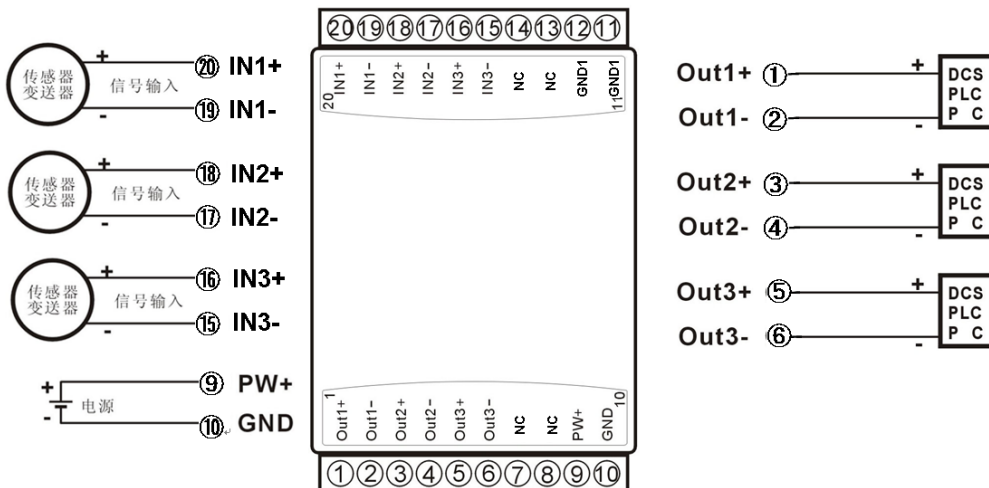 ⑳⑲⑱⑰⑯⑮⑭⑬⑫⑪
IN1+ IN1- IN2+ IN2- IN3+ IN3- NC NC GND1 GND1
20 11
传感器
变送器
+
信号输入
-
⑳ IN1+
⑲ IN1-
传感器
变送器
+
信号输入
-
⑱ IN2+
⑰ IN2-
传感器
变送器
+
信号输入
-
⑯ IN3+
⑮ IN3-
+
电源
-
⑨ PW+
⑩ GND
Out1+ ① +
Out1- ② -
DCS
PLC
P C
Out2+ ③ +
Out2- ④ -
DCS
PLC
P C
Out3+ ⑤ +
Out3- ⑥ -
DCS
PLC
P C
1 10
Out1+ Out1- Out2+ Out2- Out3+ Out3- NC NC PW+ GND
①②③④⑤⑥⑦⑧⑨⑩